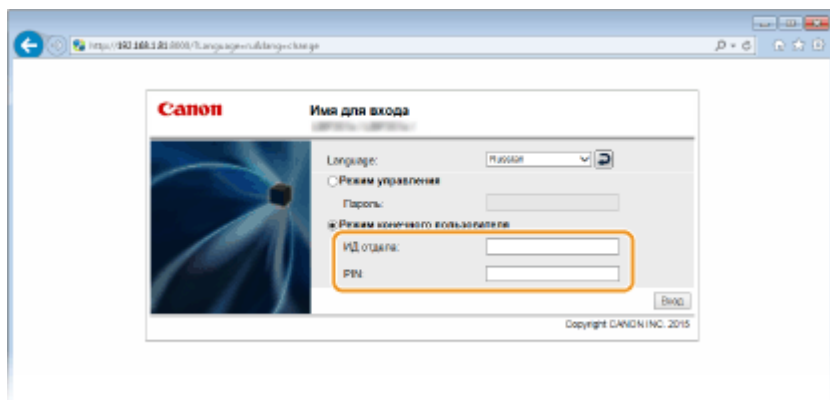 Canon
Имя для входа
Language:
Russian
Режим управления
Пароль:
Режим конечного пользователя
ИД отдела:
PIN:
Вход
Copyright CANON INC. 2015